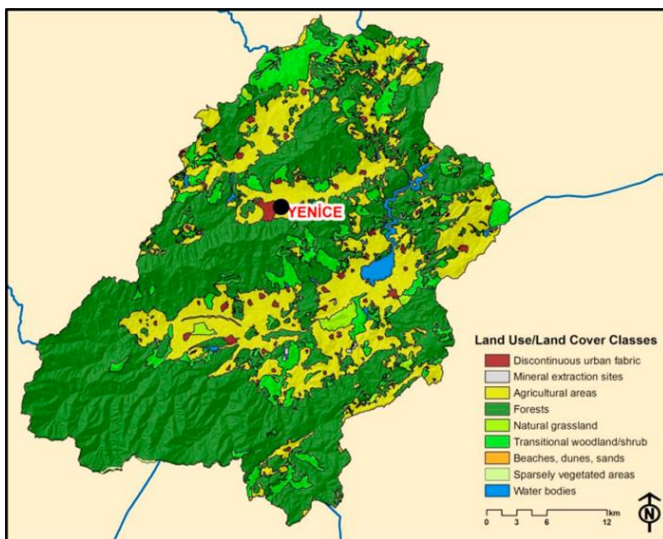 YENİCE
Land Use/Land Cover Classes
Discontinuous urban fabric
Mineral extraction sites
Agricultural areas
Forests
Natural grassland
Transitional woodland/shrub
Beaches, dunes, sands
Sparsely vegetated areas
Water bodies
km
0 3 6 12
N